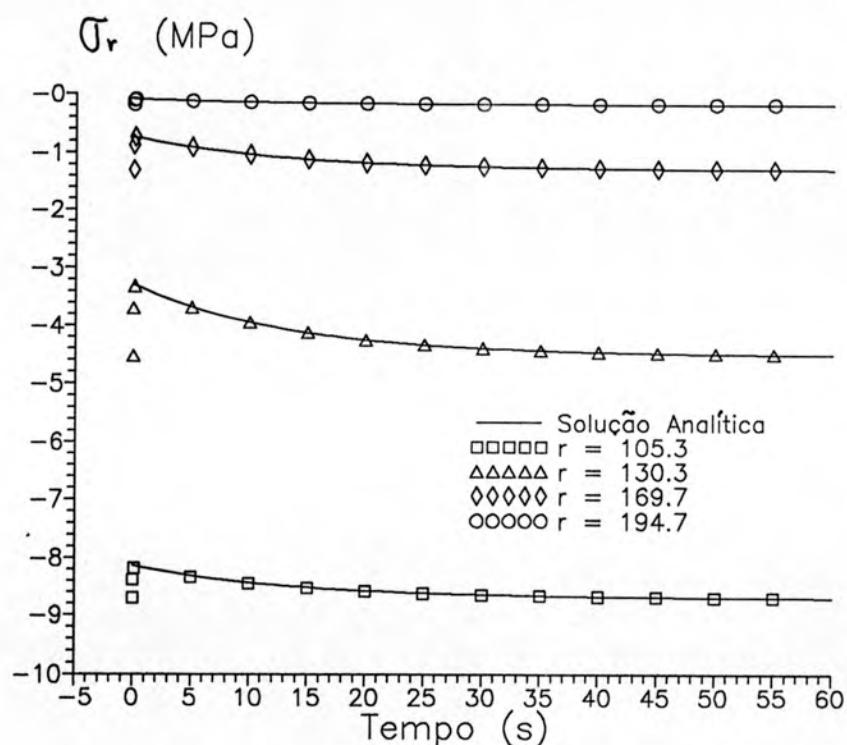 σr (MPa)
-0
-1
-2
-3
-4
-5
-6
-7
-8
-9
-10
Solução Analítica
r = 105.3
r = 130.3
r = 169.7
r = 194.7
-5 0 5 10 15 20 25 30 35 40 45 50 55 60
Tempo (s)